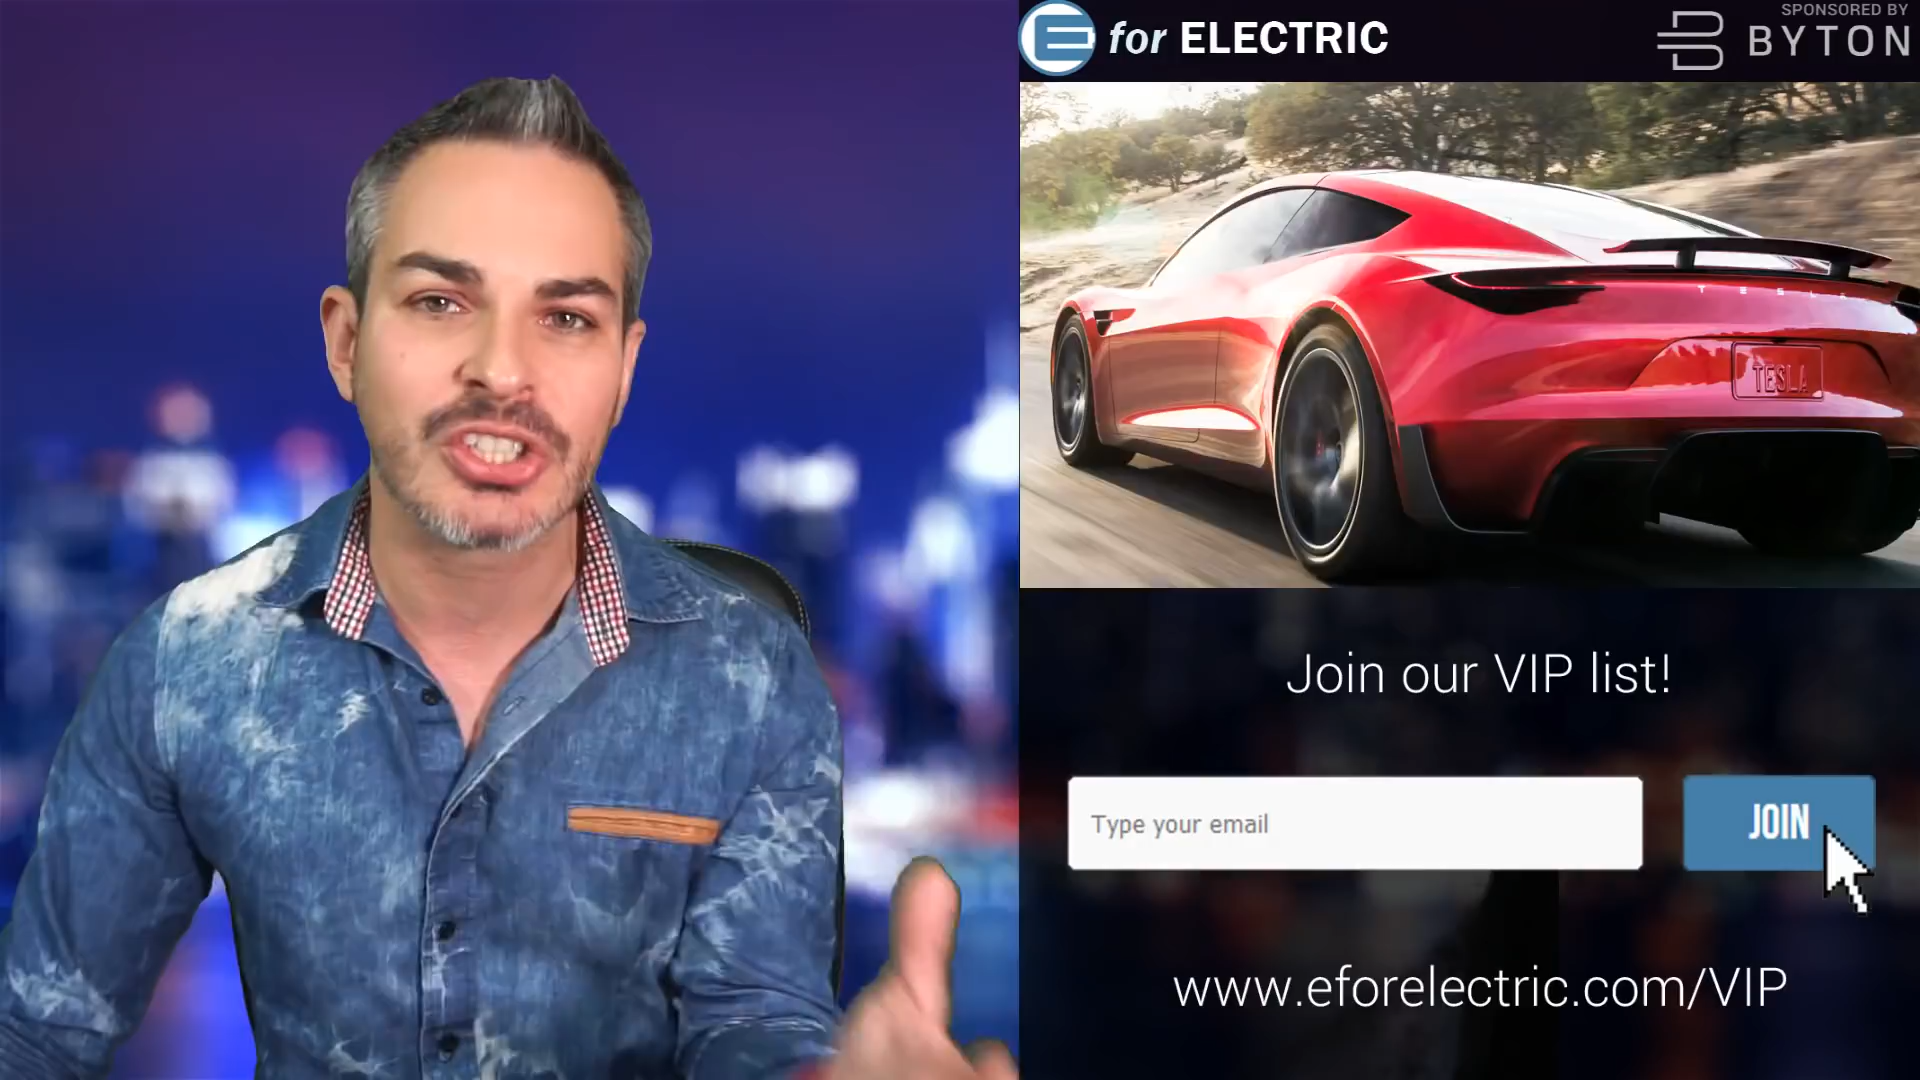 E for ELECTRIC
SPONSORED BY
BYTON
TESLA
TESLA
Join our VIP list!
Type your email
JOIN
www.eforelectric.com/VIP